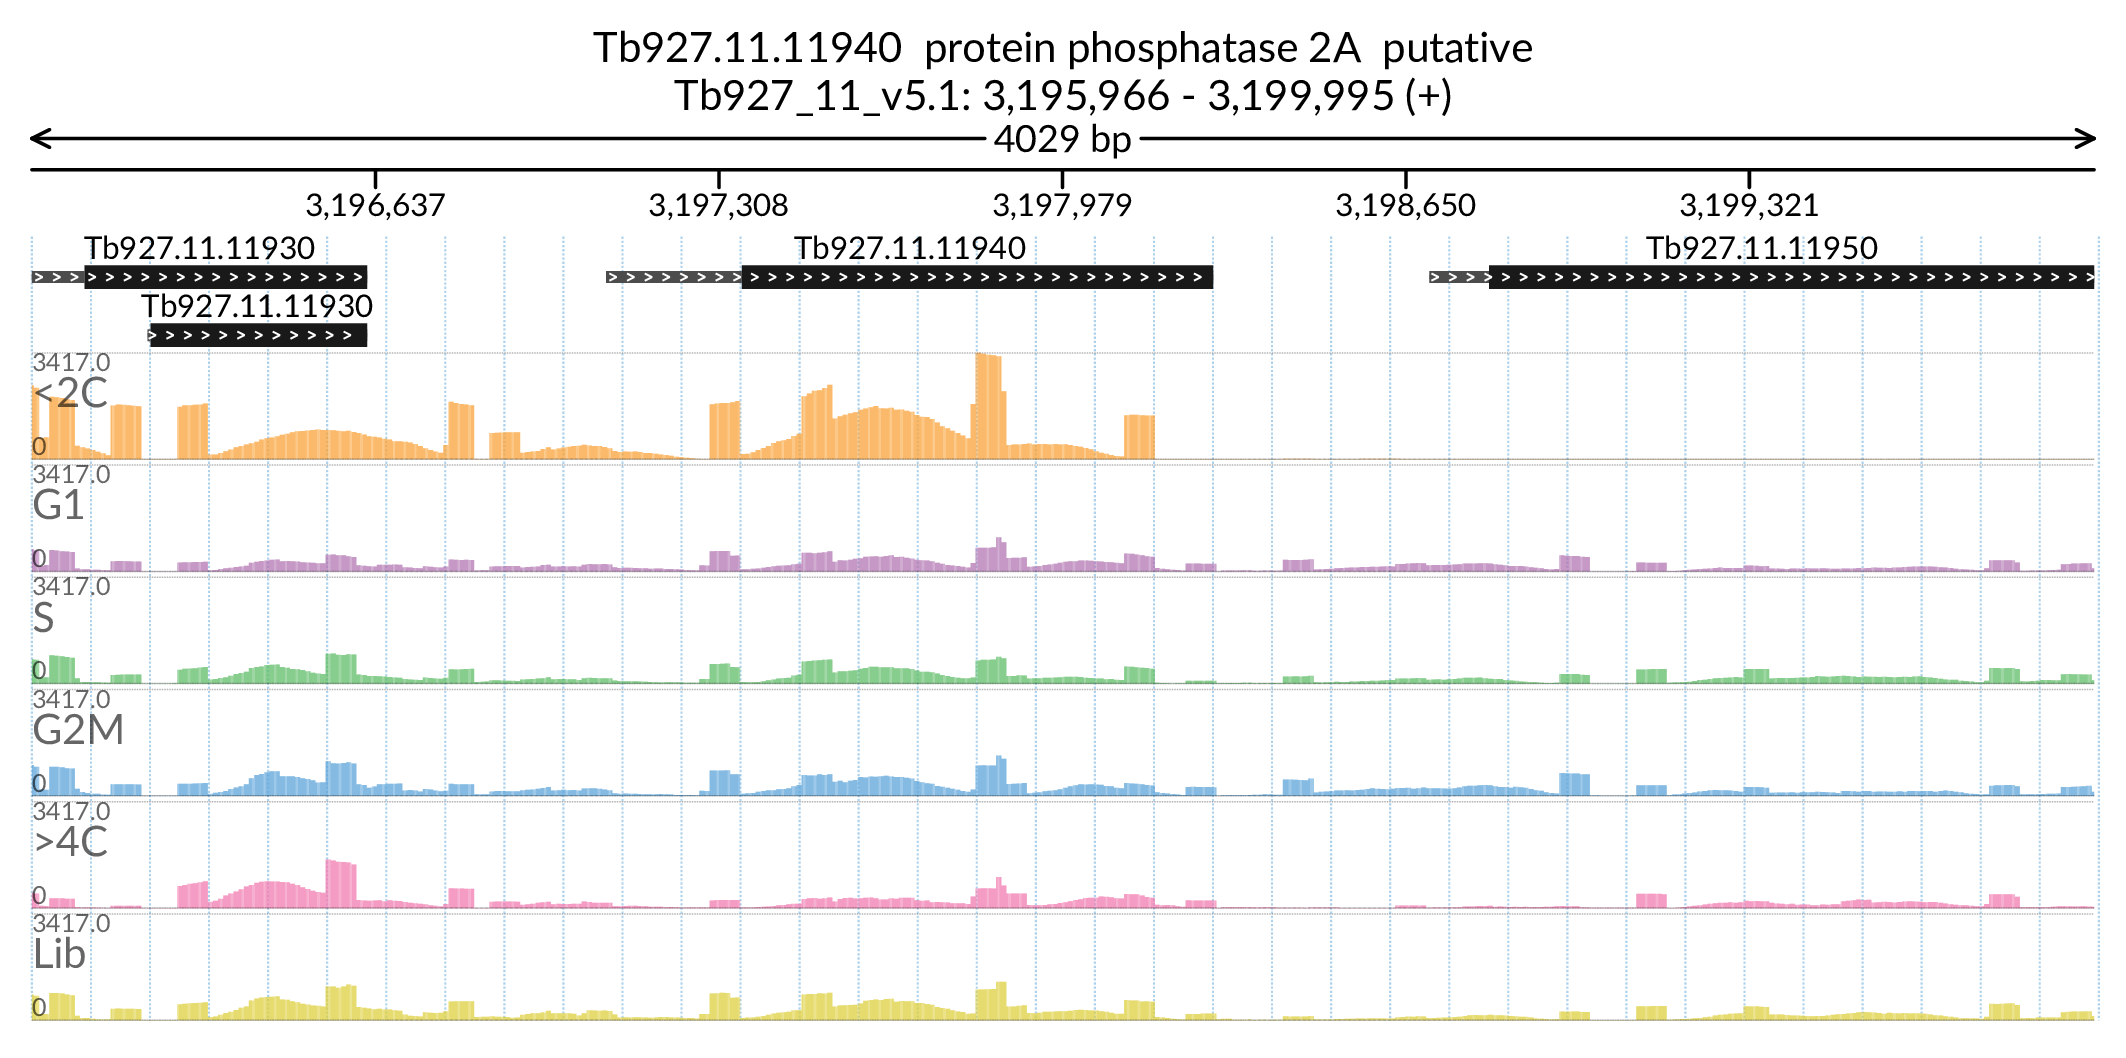 Tb927.11.11940  protein phosphatase 2A  putative
Tb927_11_v5.1: 3,195,966 - 3,199,995 (+)
4029 bp
3,196,637 3,197,308 3,197,979 3,198,650 3,199,321
Tb927.11.11930 Tb927.11.11940 Tb927.11.11950
Tb927.11.11930
3417.0
<2C
0
3417.0
G1
0
3417.0
S
0
3417.0
G2M
0
3417.0
>4C
0
3417.0
Lib
0